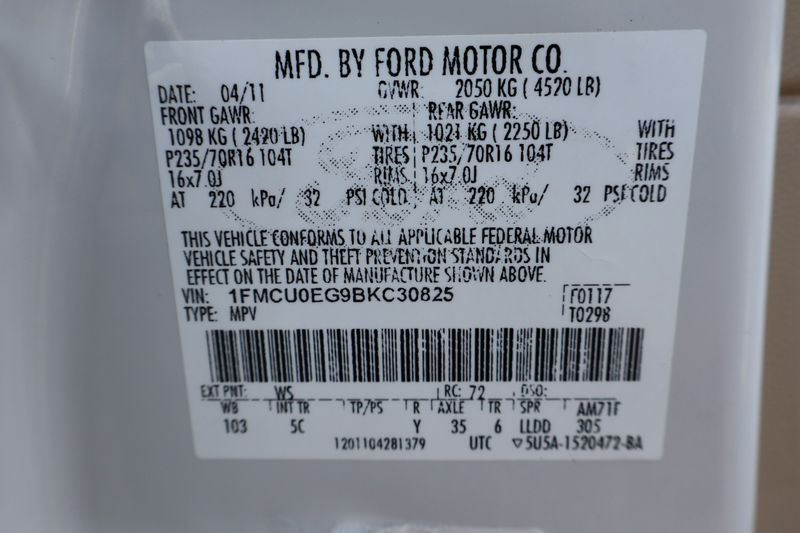 MFD. BY FORD MOTOR CO.
DATE: 04/11 GVWR: 2050 KG ( 4520 LB)
FRONT GAWR: REAR GAWR:
1098 KG ( 2420 LB) WITH 1021 KG ( 2250 LB) WITH
P235/70R16 104T TIRES P235/70R16 104T TIRES
16x7.0J RIMS 16x7.0J RIMS
AT 220 kPa/ 32 PSI COLD AT 220 kPa/ 32 PSI COLD
THIS VEHICLE CONFORMS TO ALL APPLICABLE FEDERAL MOTOR
VEHICLE SAFETY AND THEFT PREVENTION STANDARDS IN
EFFECT ON THE DATE OF MANUFACTURE SHOWN ABOVE.
VIN: 1FMCU0EG9BKC30825 F0117
TYPE: MPV T0298
EXT PNT: WS RC: 72 DSO:
WB INT TR TP/PS R AXLE TR SPR AM71F
103 5C Y 35 6 LLDD 305
1201104281379 UTC ▽5U5A-1520472-BA